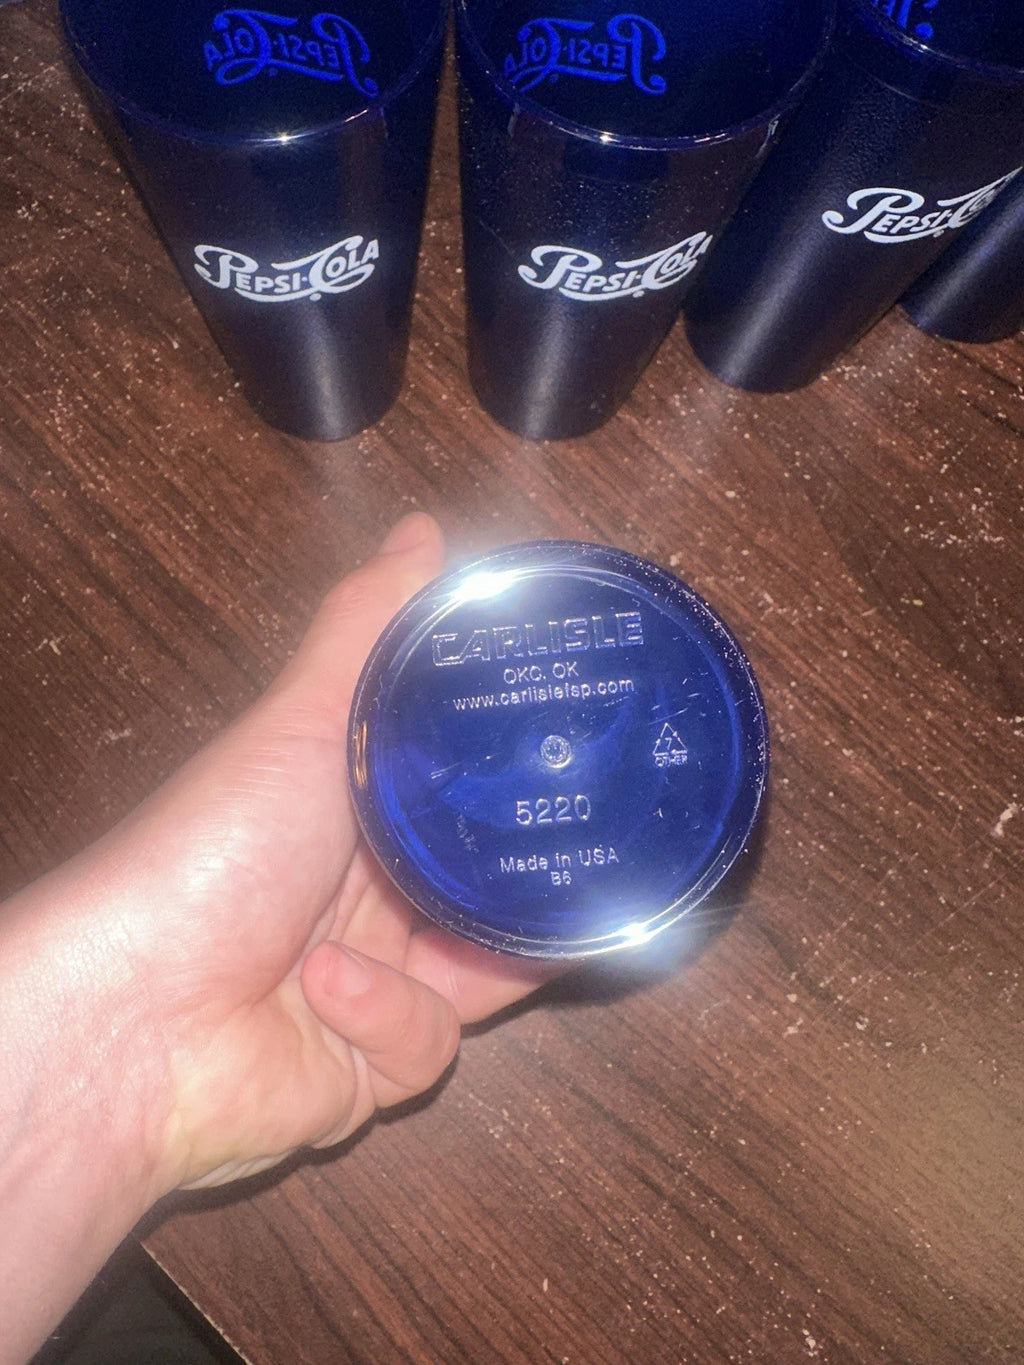 PEPSI·COLA
PEPSI·COLA
PEPSI·COLA
PEPSI·COLA
PEPSI·C
CARLISLE
OKC, OK
www.carlislefsp.com
7
OTHER
5220
Made in USA
B6